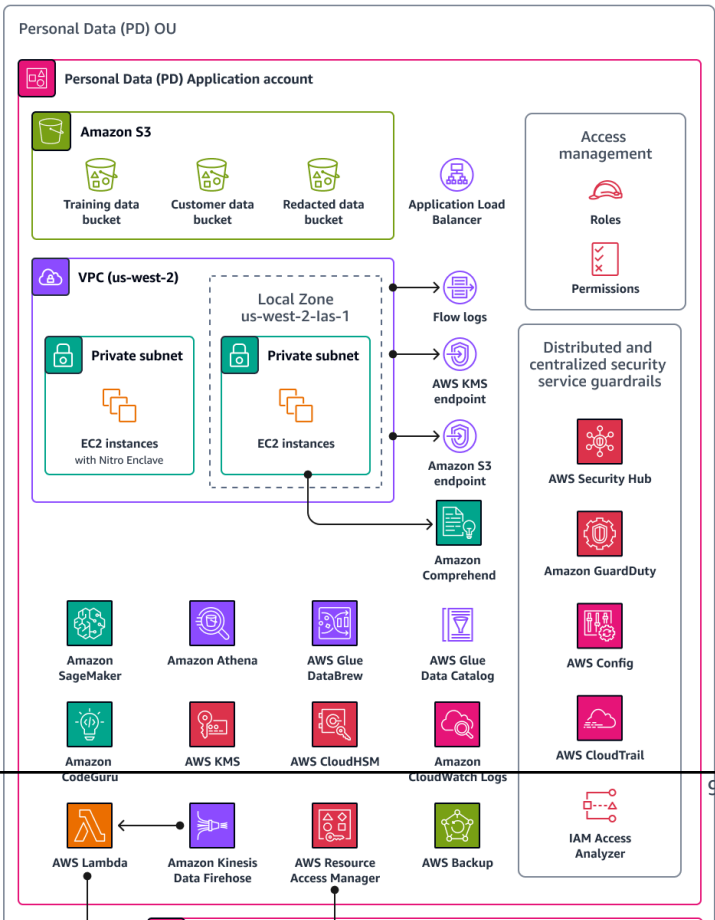 Personal Data (PD) OU
Personal Data (PD) Application account
Amazon S3
Training data
bucket
Customer data
bucket
Redacted data
bucket
Application Load
Balancer
Access
management
Roles
Permissions
VPC (us-west-2)
Local Zone
us-west-2-las-1
Private subnet
EC2 instances
with Nitro Enclave
Private subnet
EC2 instances
Flow logs
AWS KMS
endpoint
Amazon S3
endpoint
Amazon
Comprehend
Distributed and
centralized security
service guardrails
AWS Security Hub
Amazon GuardDuty
AWS Config
AWS CloudTrail
IAM Access
Analyzer
Amazon
SageMaker
Amazon Athena
AWS Glue
DataBrew
AWS Glue
Data Catalog
Amazon
CodeGuru
AWS KMS
AWS CloudHSM
Amazon
CloudWatch Logs
AWS Lambda
Amazon Kinesis
Data Firehose
AWS Resource
Access Manager
AWS Backup